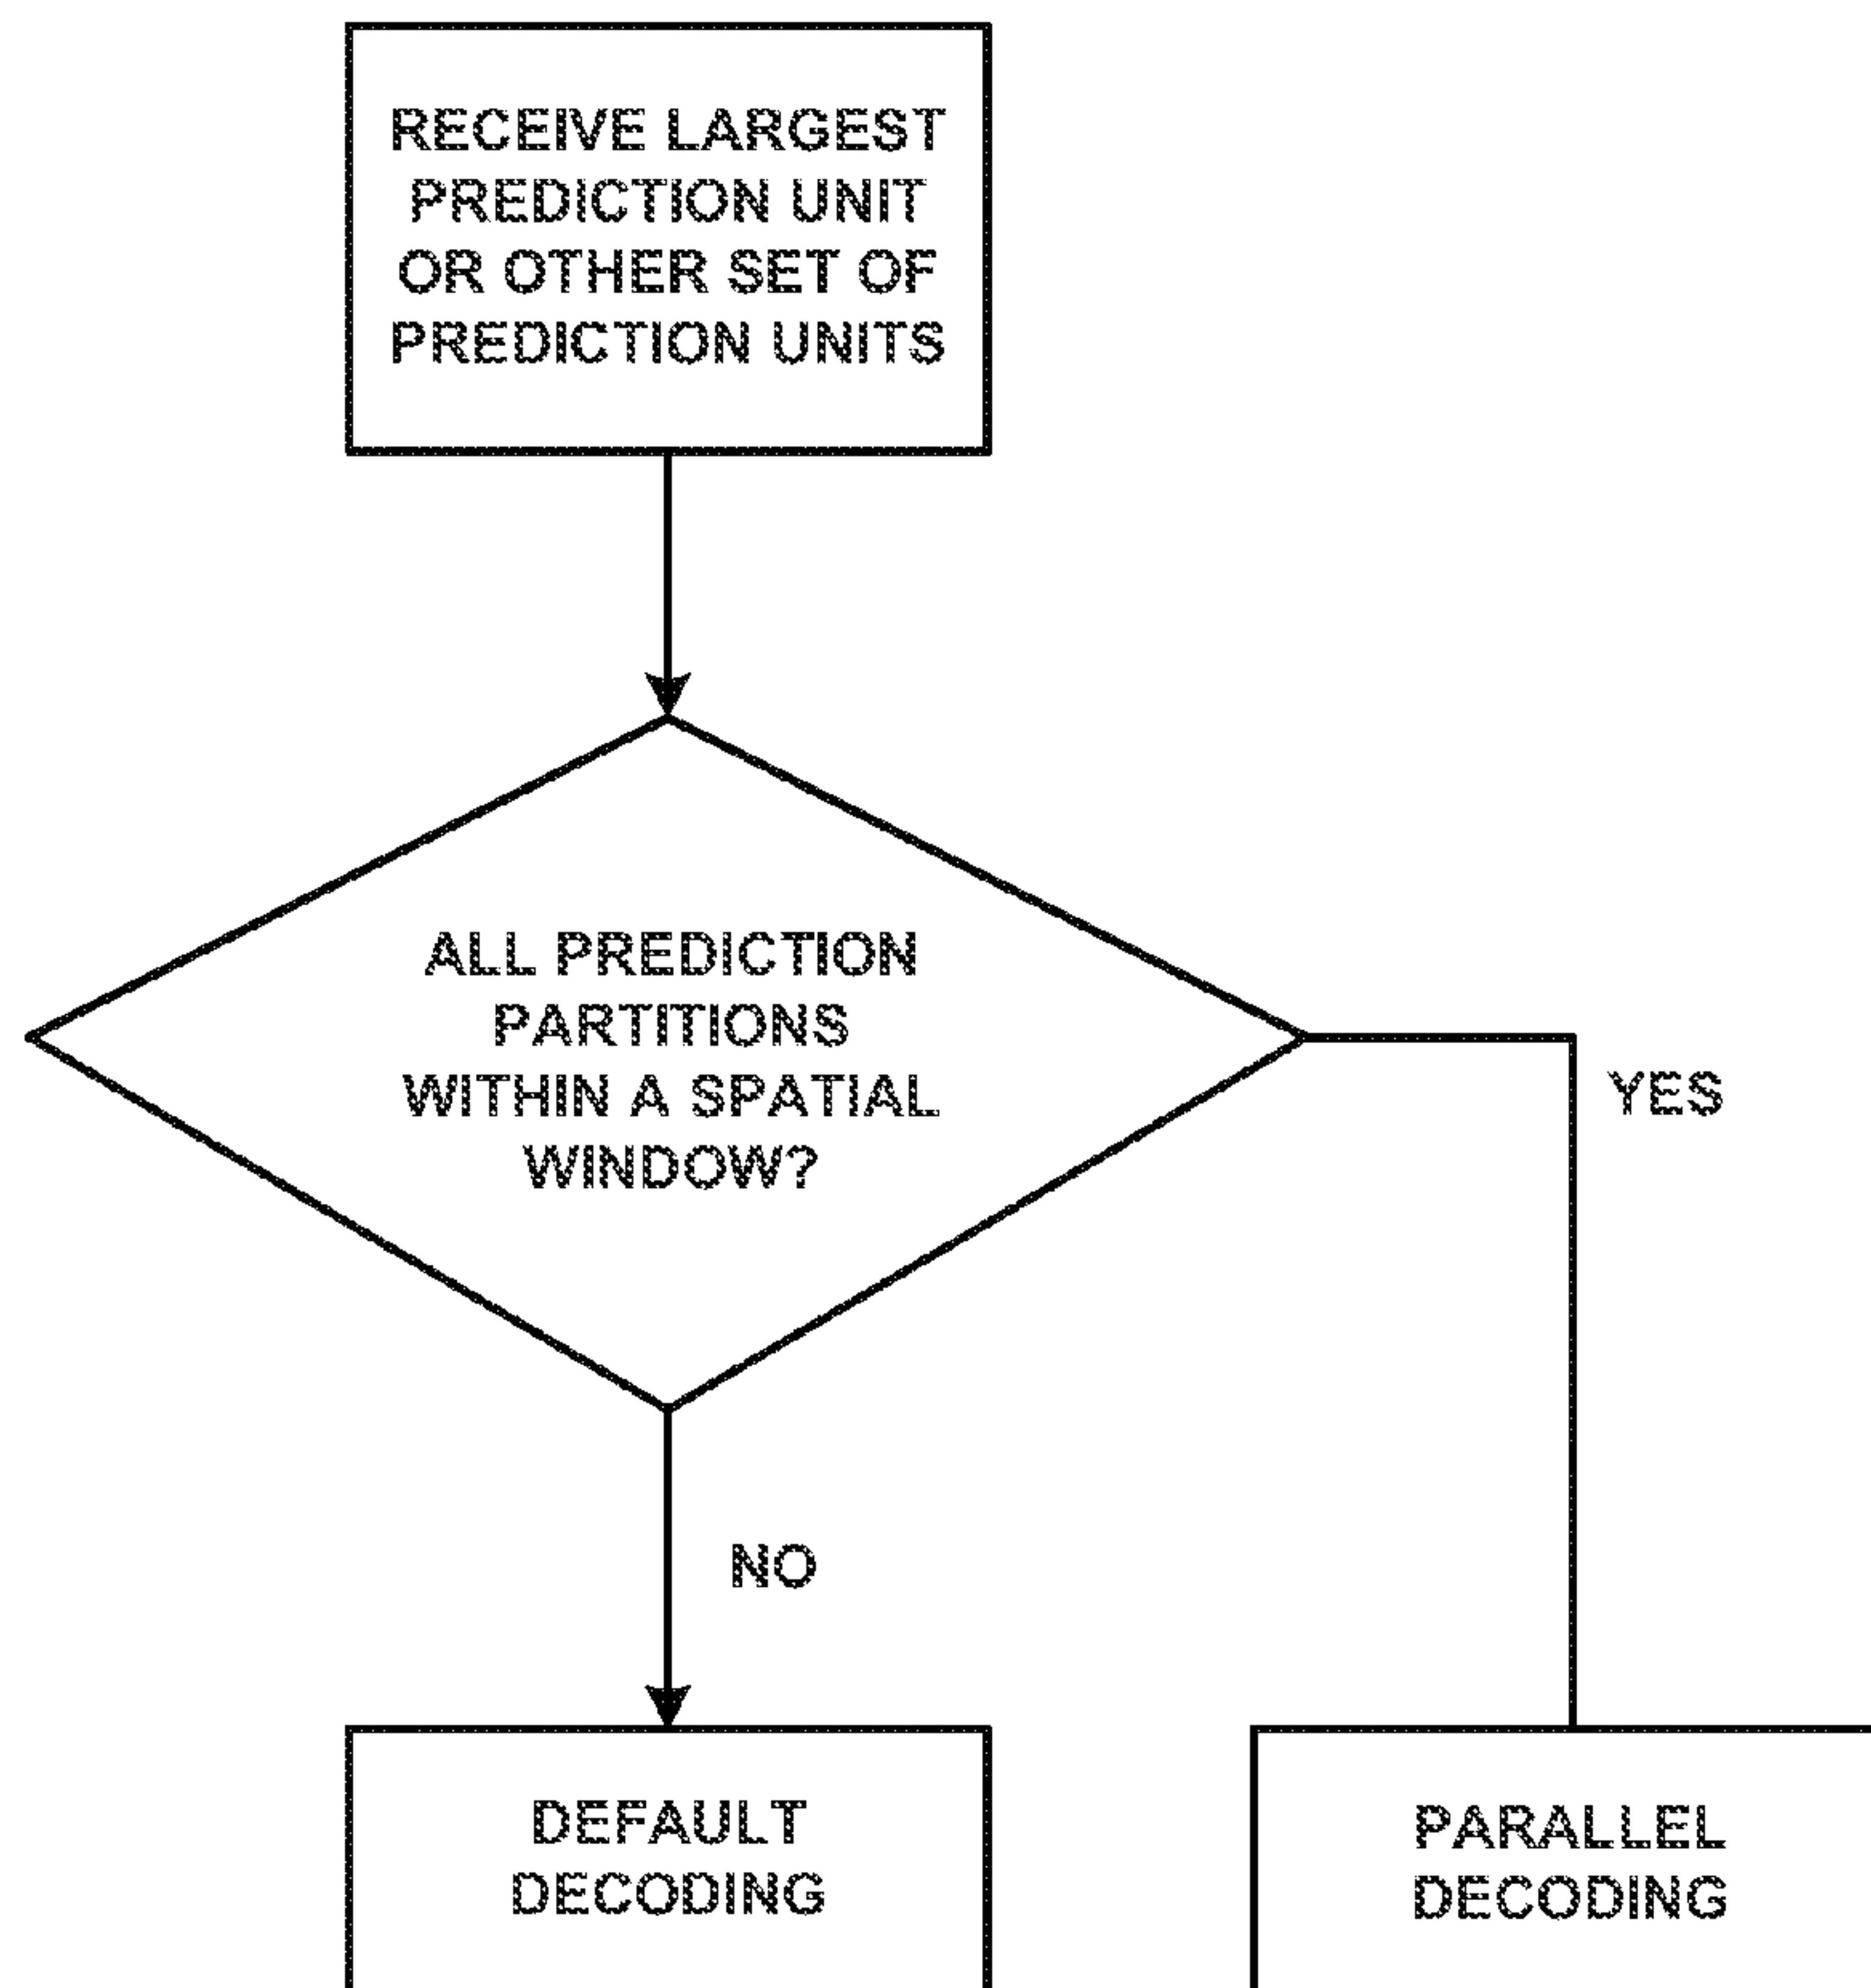 RECEIVE LARGEST
PREDICTION UNIT
OR OTHER SET OF
PREDICTION UNITS
ALL PREDICTION
PARTITIONS
WITHIN A SPATIAL
WINDOW?
YES
NO
DEFAULT
DECODING
PARALLEL
DECODING